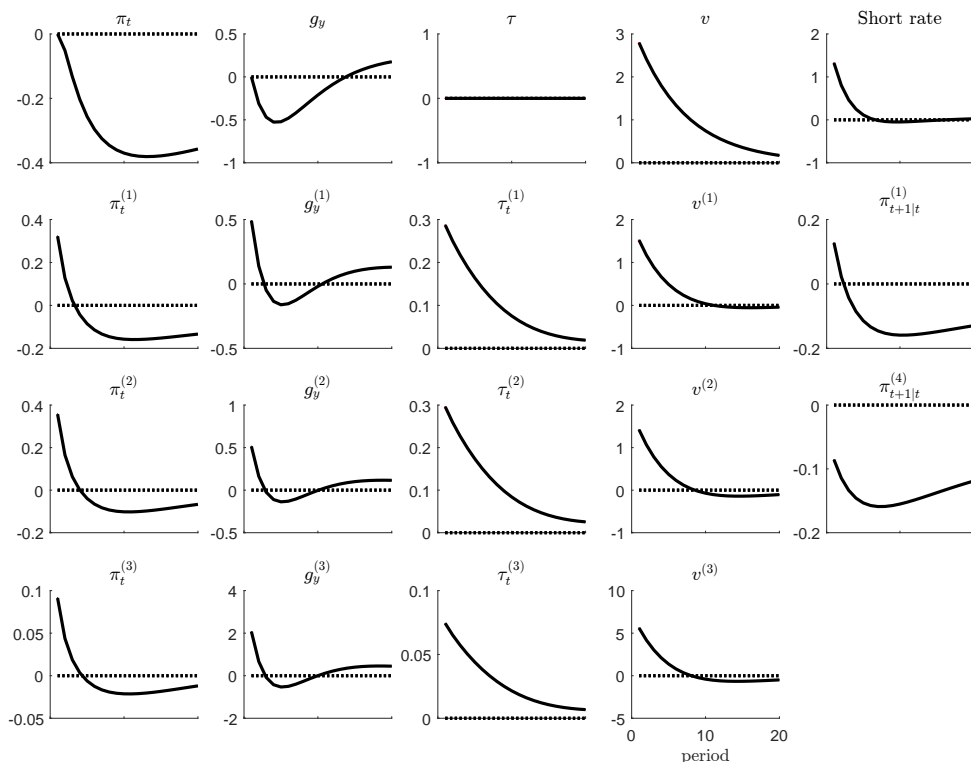 π_t g_y τ v Short rate
0 0.5 1 3 2
-0.2 0 0 2 1
-0.4 -0.5 -1 1 0
-1 0 -1
π_t^(1) g_y^(1) τ_t^(1) v^(1) π_{t+1|t}^(1)
0.4 0.5 0.3 2 0.2
0.2 0 0.2 1 0
0 -0.5 0.1 0 -0.2
-0.2 0 -1
π_t^(2) g_y^(2) τ_t^(2) v^(2) π_{t+1|t}^(4)
0.4 1 0.3 2 0
0.2 0.5 0.2 1 -0.1
0 0 0.1 0 -0.2
-0.2 -0.5 0 -1
π_t^(3) g_y^(3) τ_t^(3) v^(3)
0.1 4 0.1 10
0.05 2 0.05 5
0 0 0 0
-0.05 -2 -5
0 10 20
period